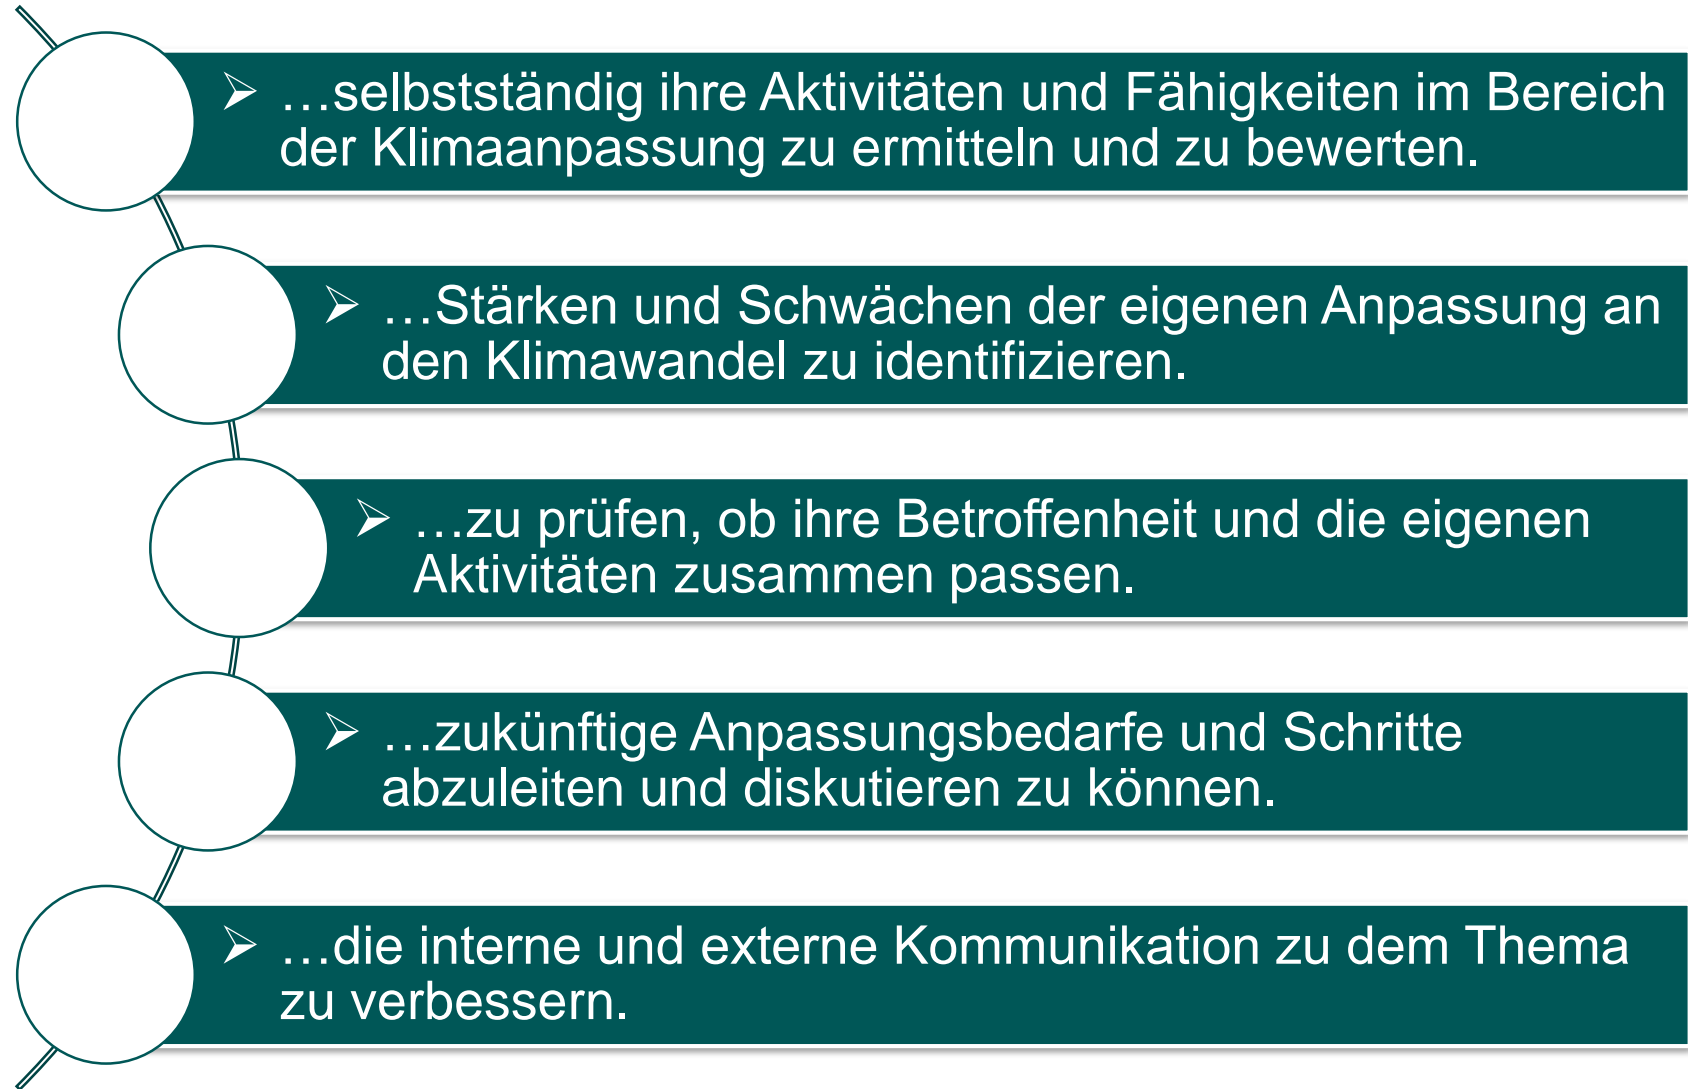 ➢ …selbstständig ihre Aktivitäten und Fähigkeiten im Bereich
der Klimaanpassung zu ermitteln und zu bewerten.
➢ …Stärken und Schwächen der eigenen Anpassung an
den Klimawandel zu identifizieren.
➢ …zu prüfen, ob ihre Betroffenheit und die eigenen
Aktivitäten zusammen passen.
➢ …zukünftige Anpassungsbedarfe und Schritte
abzuleiten und diskutieren zu können.
➢ …die interne und externe Kommunikation zu dem Thema
zu verbessern.